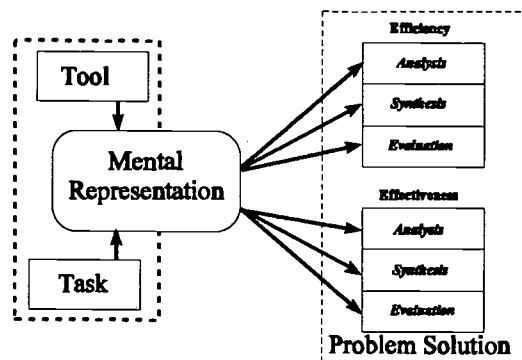 Tool
Mental
Representation
Task
Efficiency
Analysis
Synthesis
Evaluation
Effectiveness
Analysis
Synthesis
Evaluation
Problem Solution